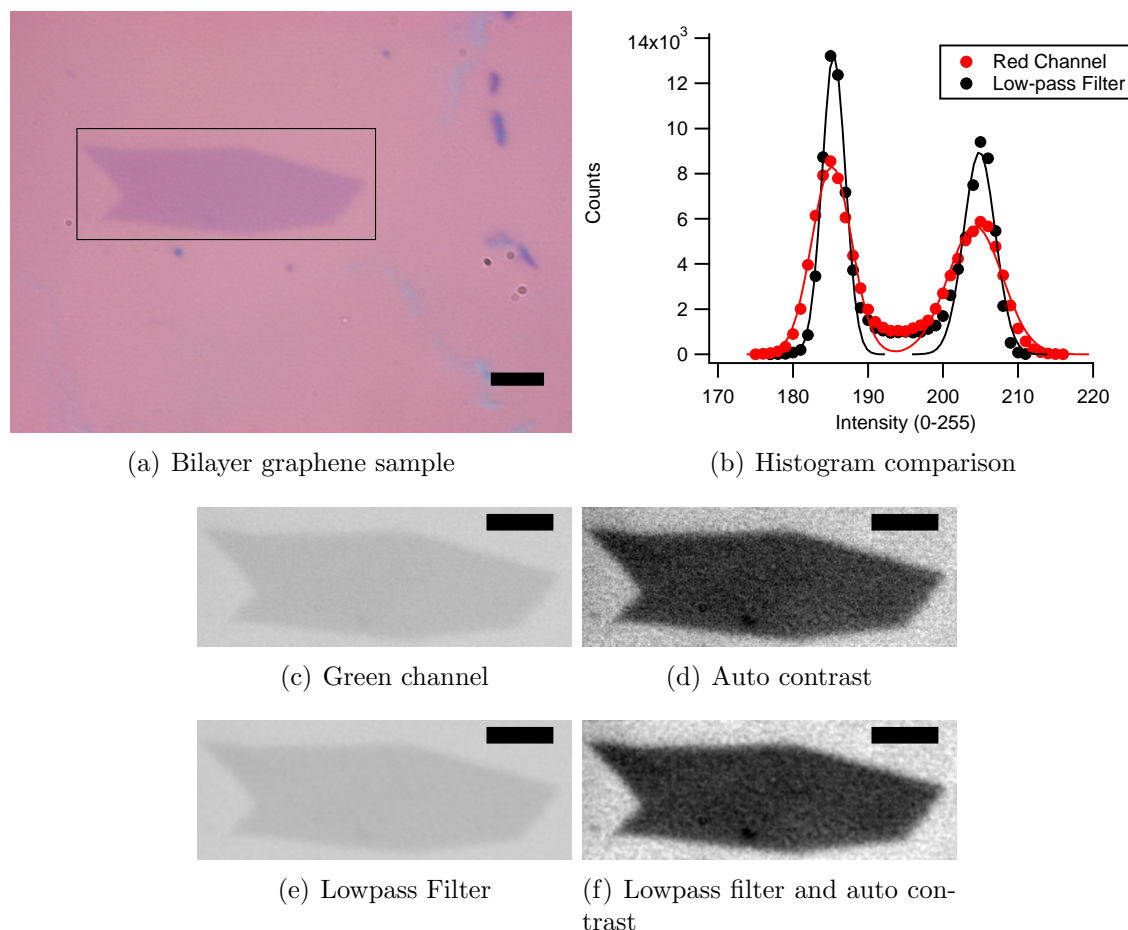 14x10³
12
10
8
6
4
2
0
Counts
Red Channel
Low-pass Filter
170 180 190 200 210 220
Intensity (0-255)
(a) Bilayer graphene sample
(b) Histogram comparison
(c) Green channel
(d) Auto contrast
(e) Lowpass Filter
(f) Lowpass filter and auto con-
trast